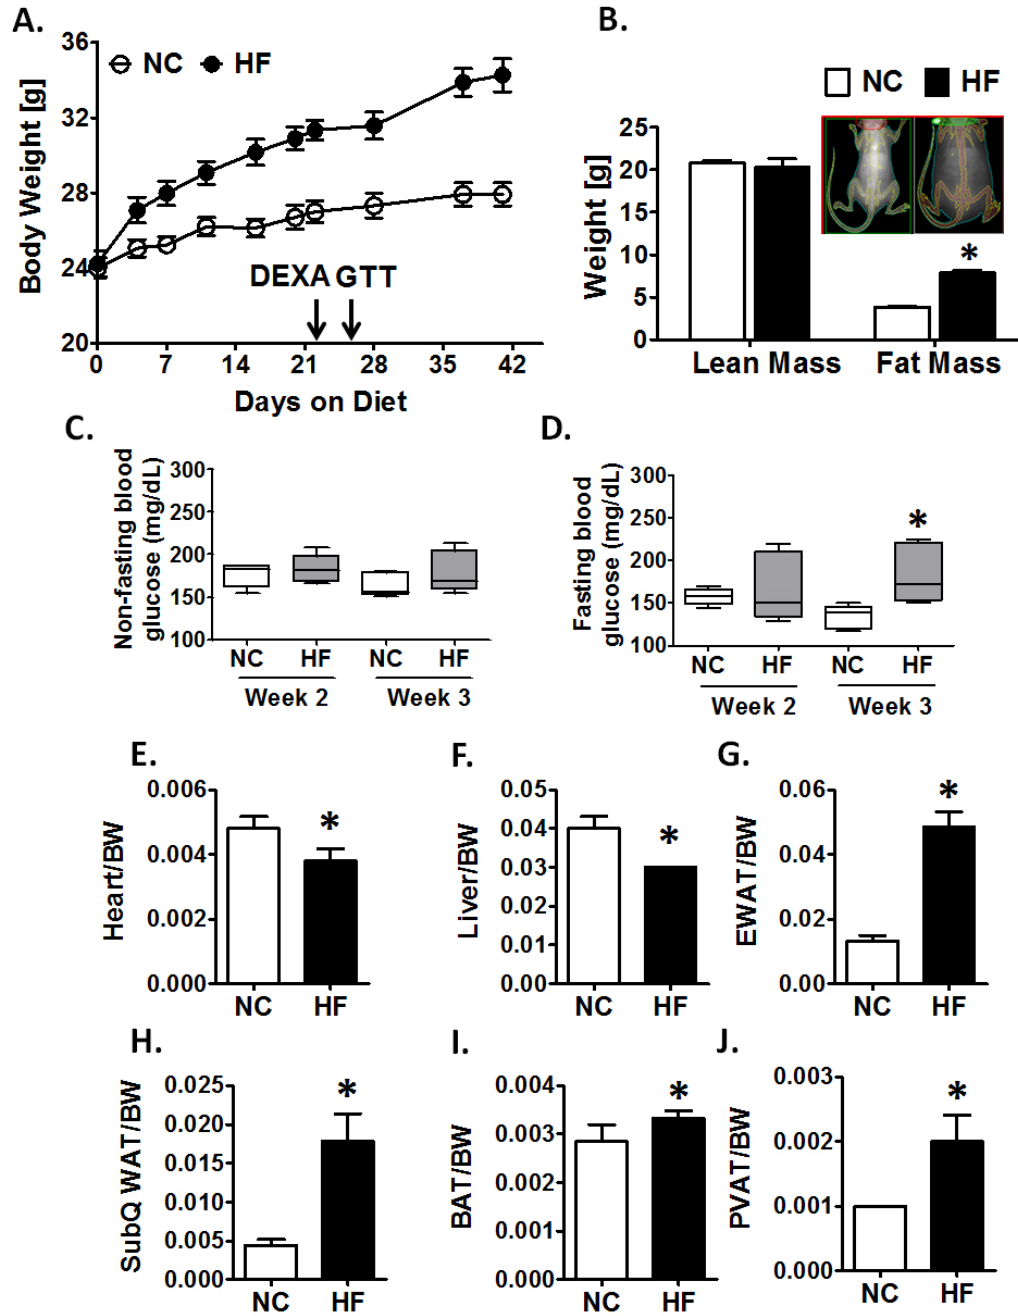 A.
36
32
28
24
20
Body Weight [g]
NC HF
DEXA GTT
0 7 14 21 28 35 42
Days on Diet
B.
NC HF
25
20
15
10
5
0
Weight [g]
*
Lean Mass Fat Mass
C.
Non-fasting blood
glucose (mg/dL)
300
250
200
150
100
NC HF NC HF
Week 2 Week 3
D.
Fasting blood
glucose (mg/dL)
300
250
200
150
100
*
NC HF NC HF
Week 2 Week 3
E.
Heart/BW
0.006
0.004
0.002
0.000
*
NC HF
F.
Liver/BW
0.05
0.04
0.03
0.02
0.01
0.00
*
NC HF
G.
EWAT/BW
0.06
0.04
0.02
0.00
*
NC HF
H.
SubQ WAT/BW
0.025
0.020
0.015
0.010
0.005
0.000
*
NC HF
I.
BAT/BW
0.004
0.003
0.002
0.001
0.000
*
NC HF
J.
PVAT/BW
0.003
0.002
0.001
0.000
*
NC HF